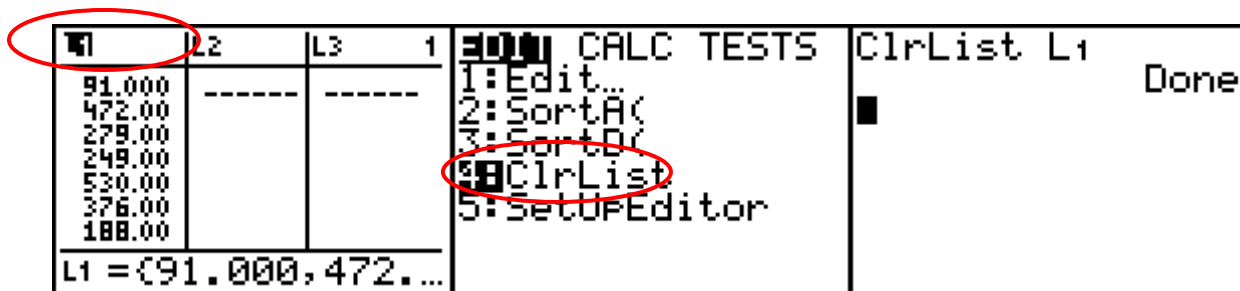 L1 L2 L3 1
91.000 ------ ------
472.00
279.00
249.00
530.00
376.00
188.00
L1 ={91.000,472.…
EDIT CALC TESTS
1:Edit…
2:SortA(
3:SortD(
4:ClrList
5:SetUpEditor
ClrList L1
Done